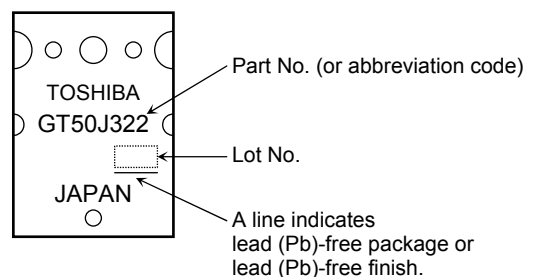 TOSHIBA
GT50J322
JAPAN
Part No. (or abbreviation code)
Lot No.
A line indicates
lead (Pb)-free package or
lead (Pb)-free finish.